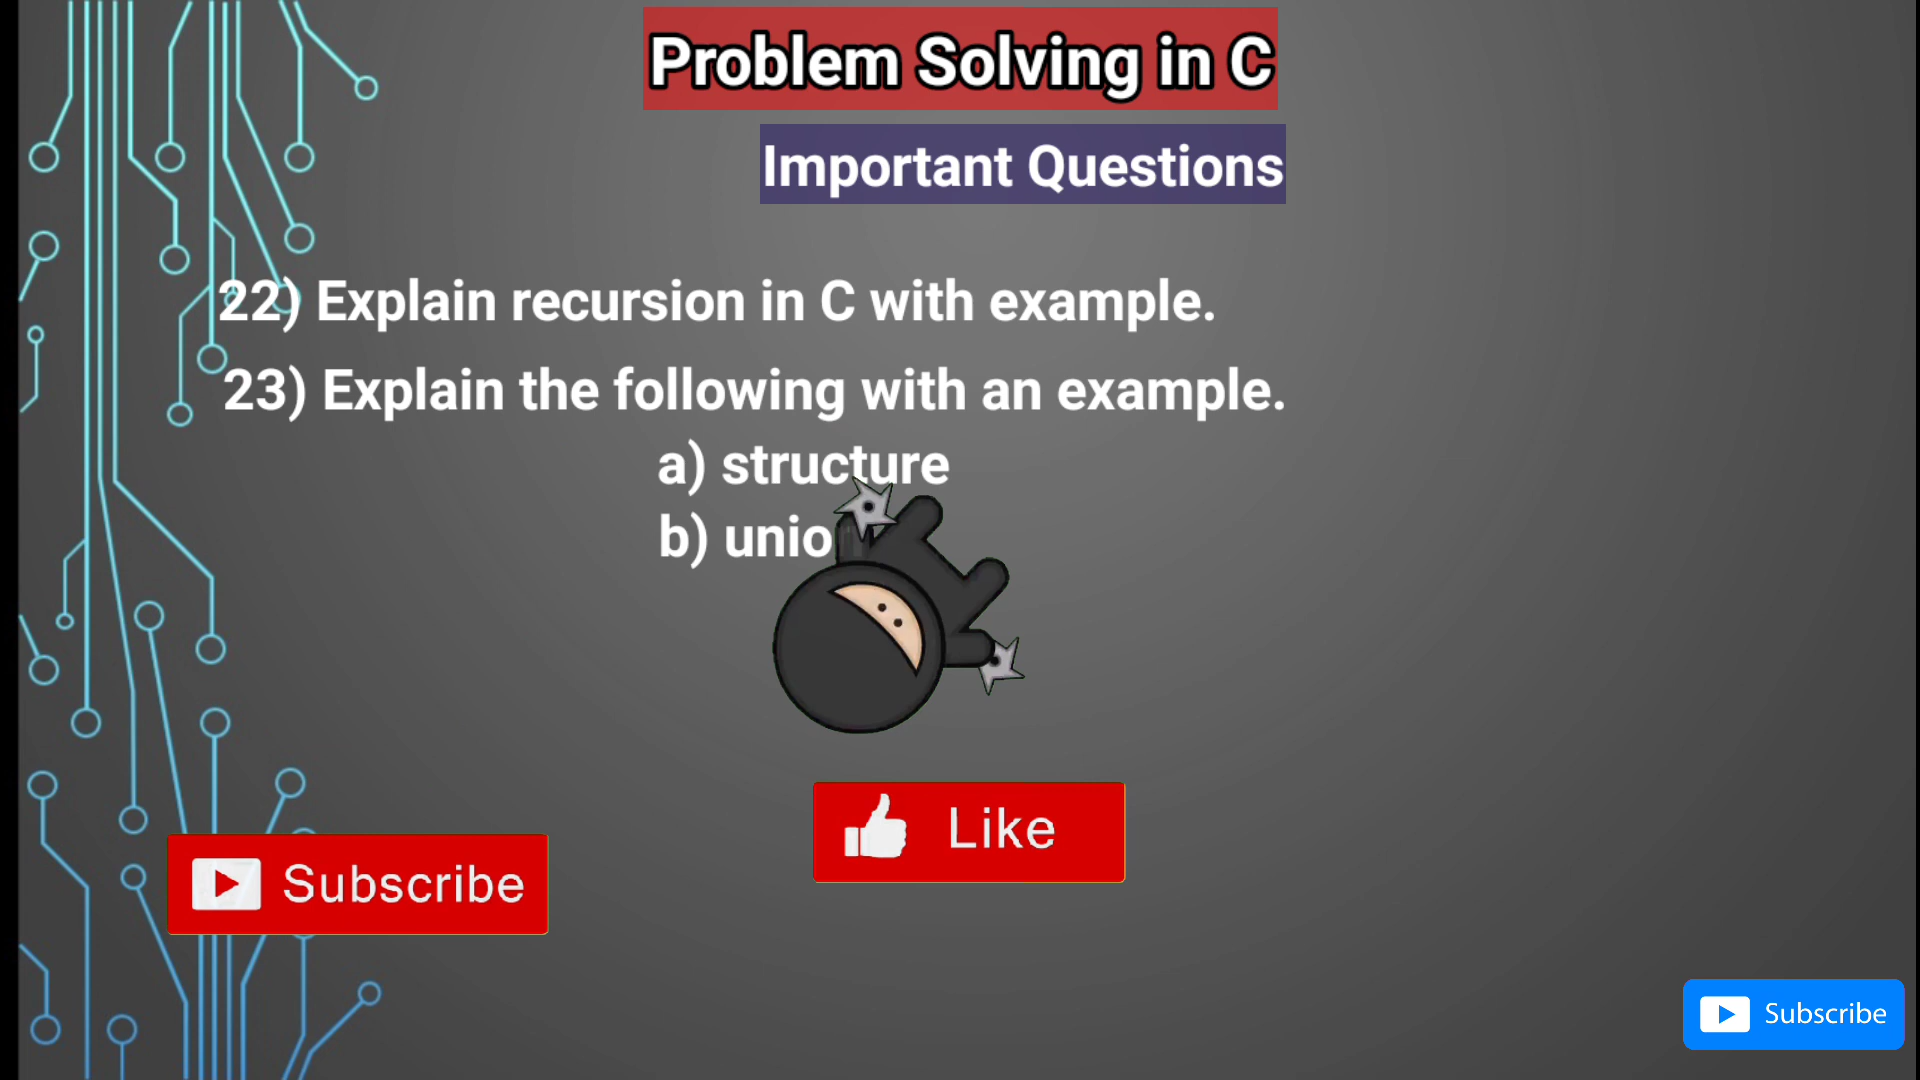 Problem Solving in C
Important Questions
22) Explain recursion in C with example.
23) Explain the following with an example.
a) structure
b) unio
Like
Subscribe
Subscribe